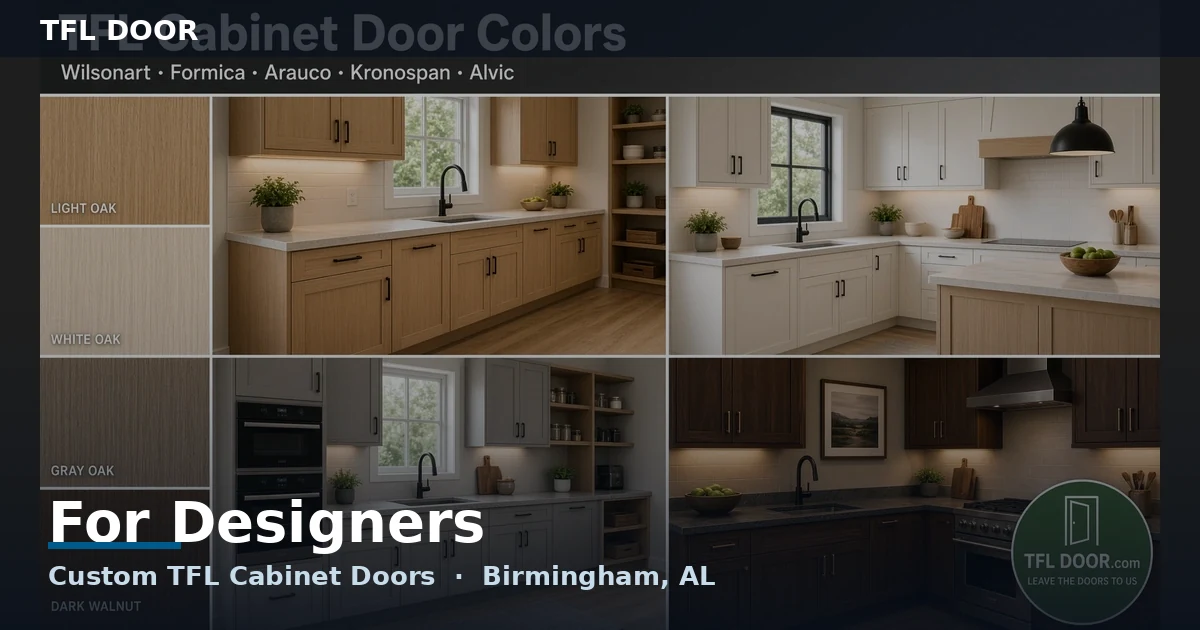 TFL DOOR
TFL Cabinet Door Colors
Wilsonart • Formica • Arauco • Kronospan • Alvic
LIGHT OAK
WHITE OAK
GRAY OAK
For Designers
Custom TFL Cabinet Doors · Birmingham, AL
DARK WALNUT
TFL DOOR.com
LEAVE THE DOORS TO US